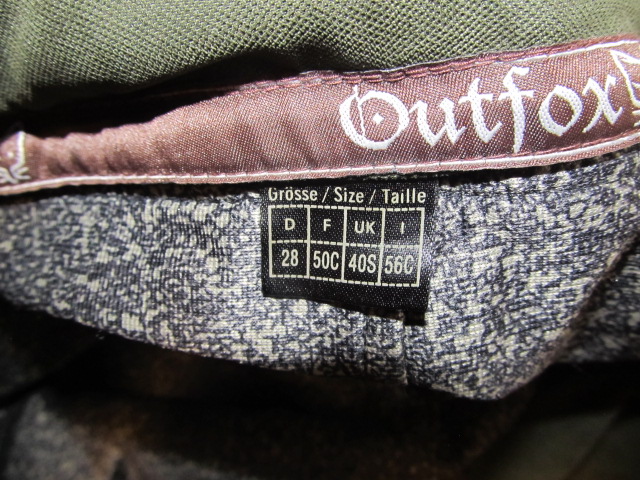 Outfox
Grösse / Size / Taille
D F UK I
28 50C 40S 56C